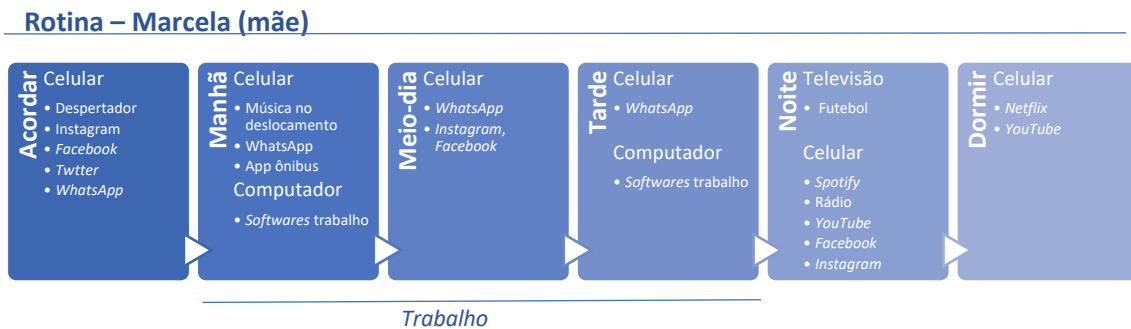 Rotina – Marcela (mãe)
Acordar
Celular
• Despertador
• Instagram
• Facebook
• Twtter
• WhatsApp
Manhã
Celular
• Música no
deslocamento
• WhatsApp
• App ônibus
Computador
• Softwares trabalho
Meio-dia
Celular
• WhatsApp
• Instagram,
Facebook
Tarde
Celular
• WhatsApp
Computador
• Softwares trabalho
Noite
Televisão
• Futebol
Celular
• Spotify
• Rádio
• YouTube
• Facebook
• Instagram
Dormir
Celular
• Netflix
• YouTube
Trabalho